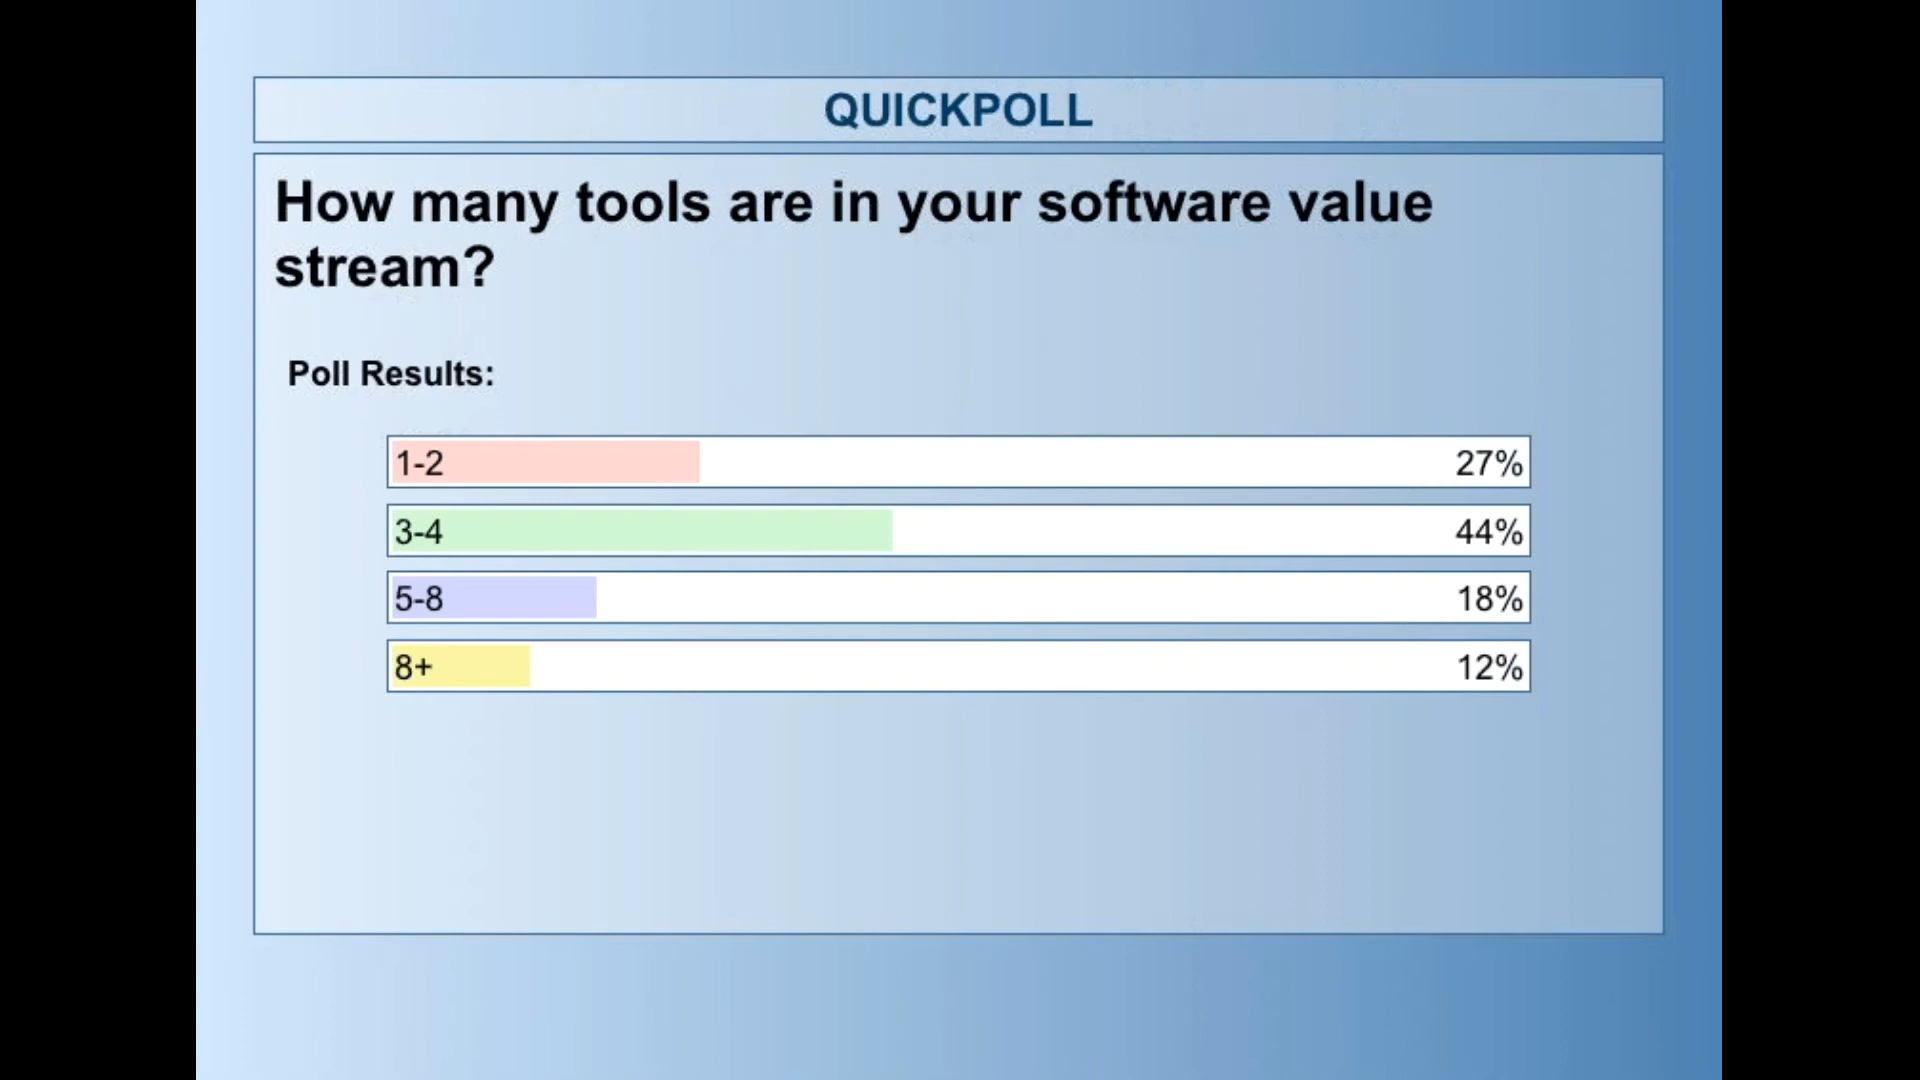 QUICKPOLL
How many tools are in your software value
stream?
Poll Results:
1-2 27%
3-4 44%
5-8 18%
8+ 12%